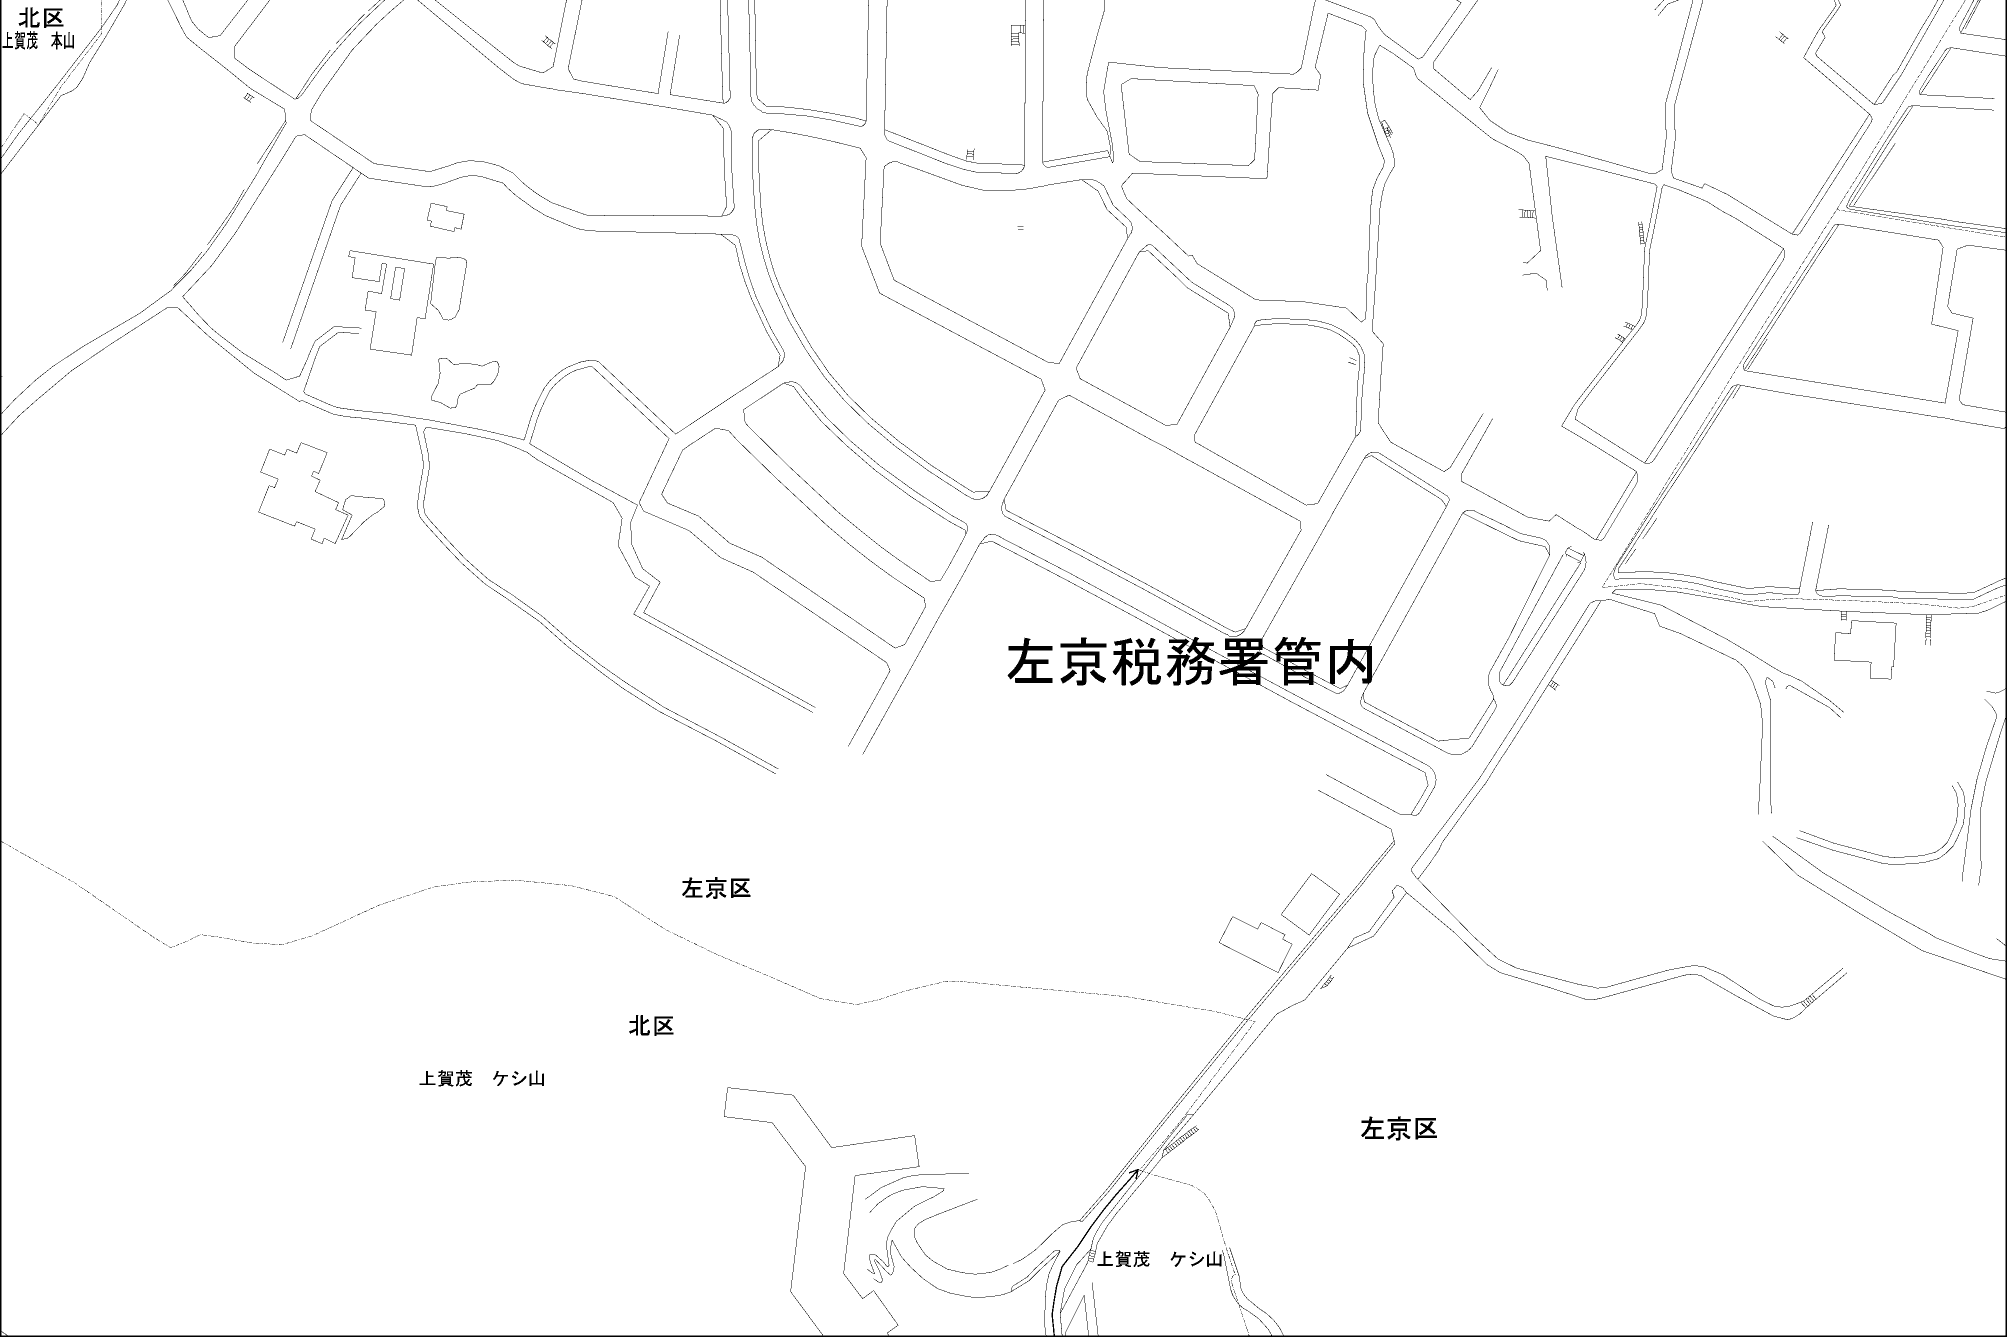 北区
上賀茂　本山
左京税務署管内
左京区
北区
上賀茂　ケシ山
左京区
上賀茂　ケシ山